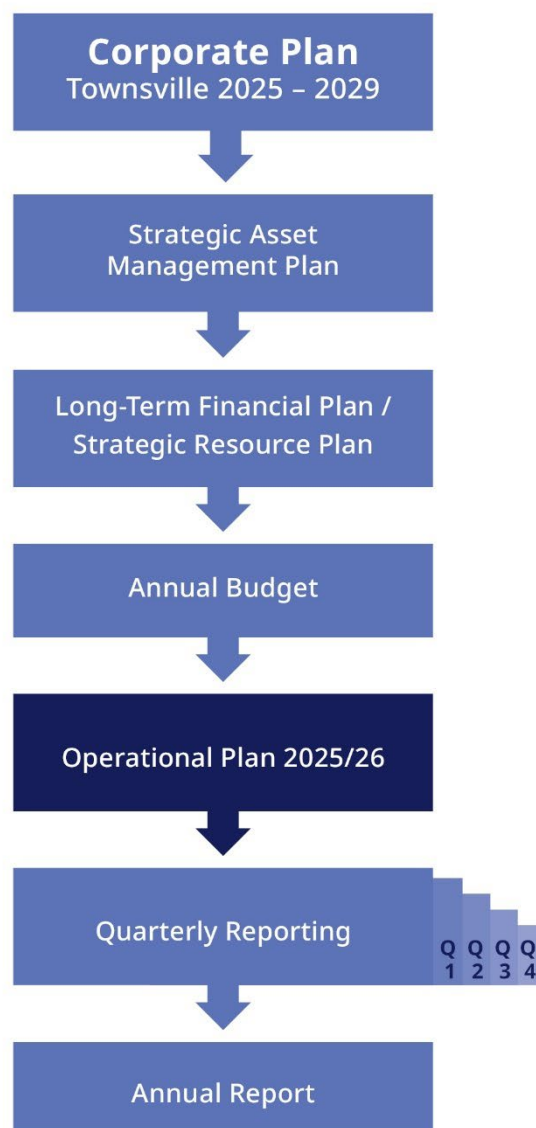 Corporate Plan
Townsville 2025 – 2029
Strategic Asset
Management Plan
Long-Term Financial Plan /
Strategic Resource Plan
Annual Budget
Operational Plan 2025/26
Quarterly Reporting
Q Q Q Q
1 2 3 4
Annual Report